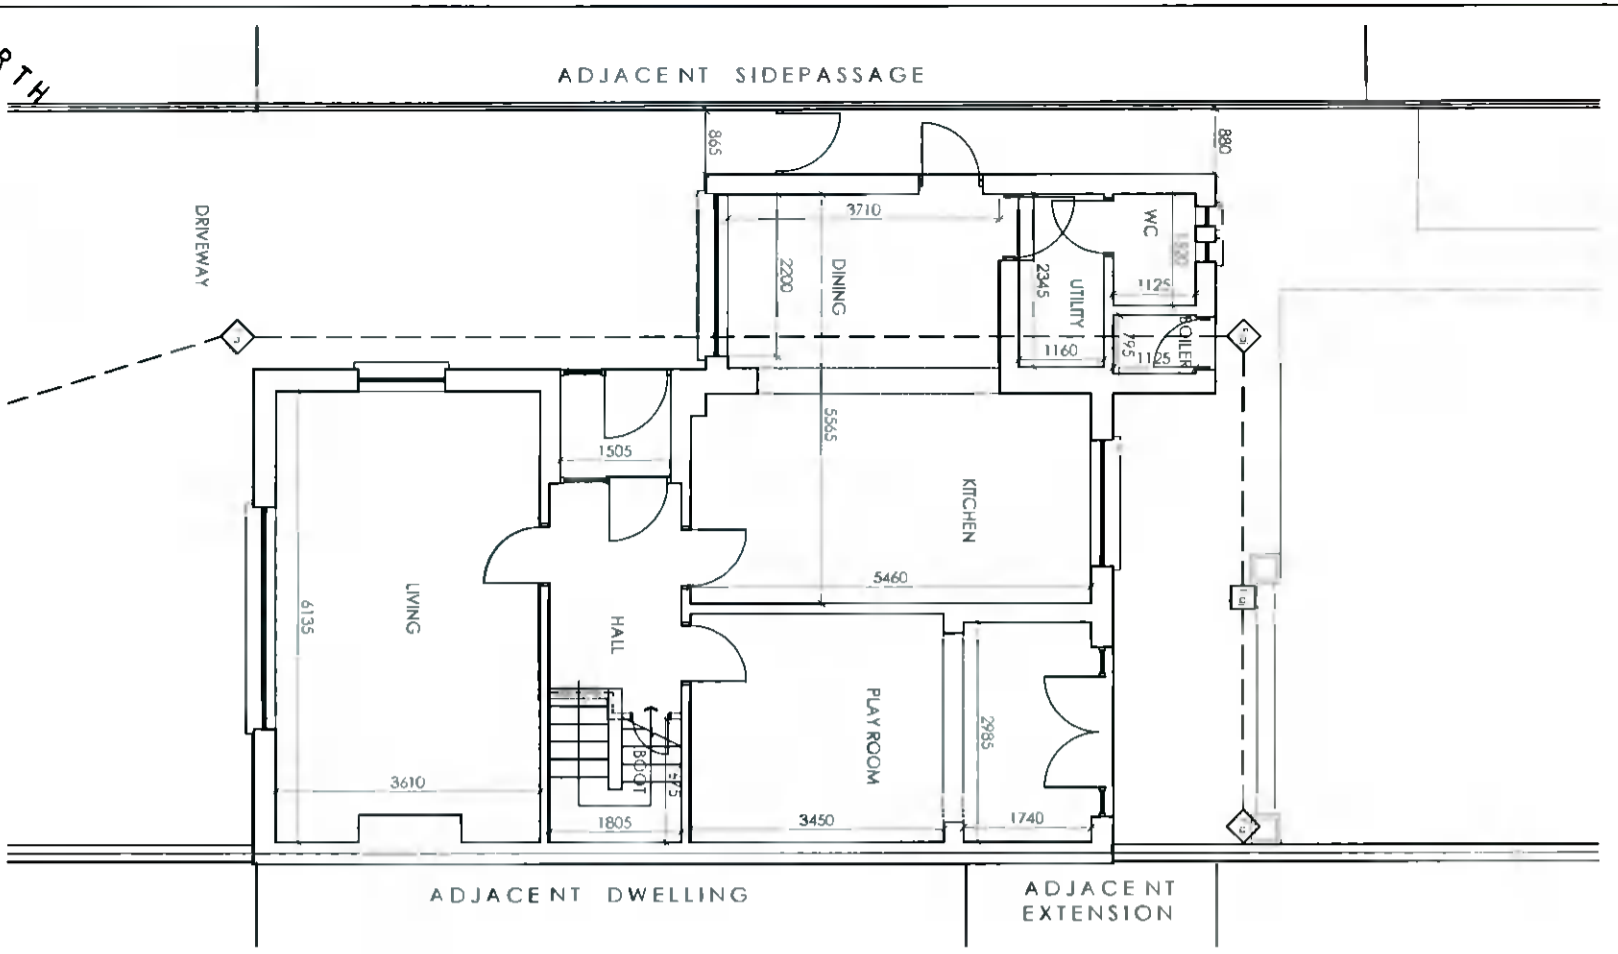 RTH
ADJACENT SIDEPASSAGE
865
880
DRIVEWAY
3710
WC
2200
DINING
2345
UTILITY
1125
BOILER
1160
795
1125
5565
1505
KITCHEN
5460
LIVING
6135
HALL
PLAY ROOM
2985
BOOT
3610
1805
3450
1740
ADJACENT DWELLING
ADJACENT
EXTENSION